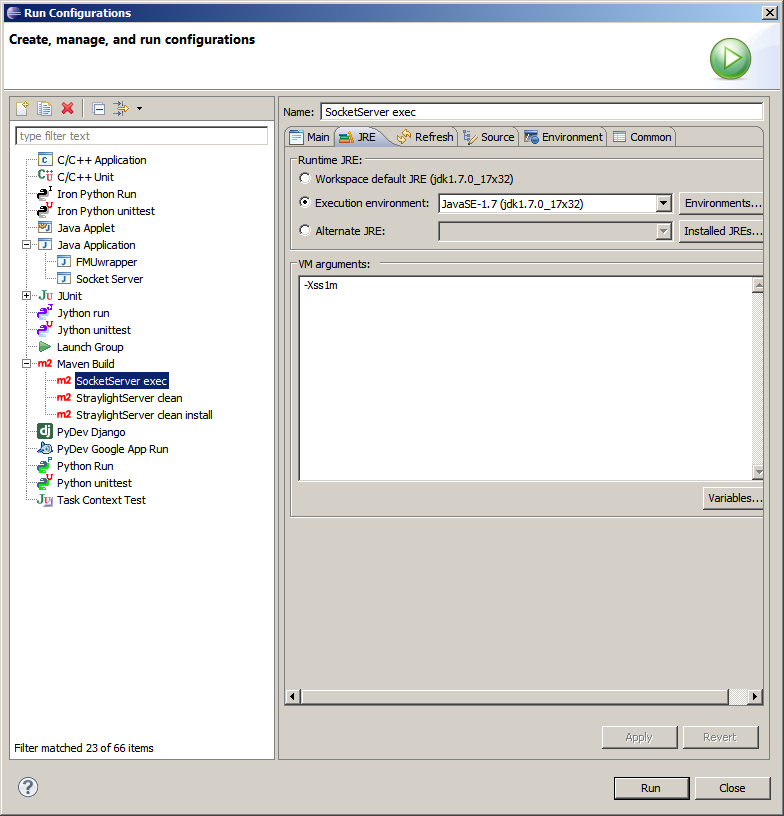 Run Configurations
Create, manage, and run configurations
type filter text
C/C++ Application
C/C++ Unit
Iron Python Run
Iron Python unittest
Java Applet
Java Application
FMUwrapper
Socket Server
JUnit
Jython run
Jython unittest
Launch Group
m2 Maven Build
m2 SocketServer exec
m2 StraylightServer clean
m2 StraylightServer clean install
dj PyDev Django
PyDev Google App Run
Python Run
Python unittest
Task Context Test
Filter matched 23 of 66 items
Name: SocketServer exec
Main JRE Refresh Source Environment Common
Runtime JRE:
Workspace default JRE (jdk1.7.0_17x32)
Execution environment: JavaSE-1.7 (jdk1.7.0_17x32) Environments...
Alternate JRE: Installed JREs...
VM arguments:
-Xss1m
Variables...
Apply Revert
? Run Close